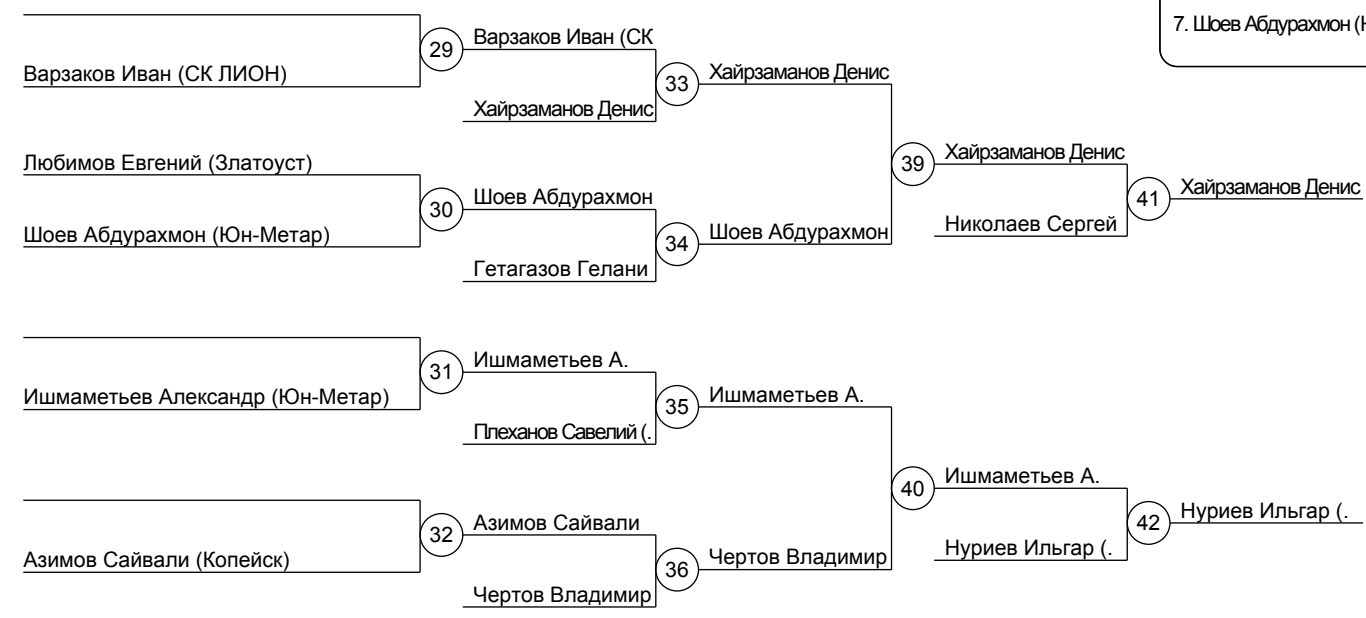 7. Шоев Абдурахмон (
29
Варзаков Иван (СК
Варзаков Иван (СК ЛИОН)
33
Хайрзаманов Денис
Хайрзаманов Денис
Любимов Евгений (Златоуст)
39
Хайрзаманов Денис
30
Шоев Абдурахмон
41
Хайрзаманов Денис
Шоев Абдурахмон (Юн-Метар)
34
Шоев Абдурахмон
Николаев Сергей
Гетагазов Гелани
31
Ишмаметьев А.
Ишмаметьев Александр (Юн-Метар)
35
Ишмаметьев А.
Плеханов Савелий (.
40
Ишмаметьев А.
32
Азимов Сайвали
42
Нуриев Ильгар (.
Азимов Сайвали (Копейск)
36
Чертов Владимир
Нуриев Ильгар (.
Чертов Владимир